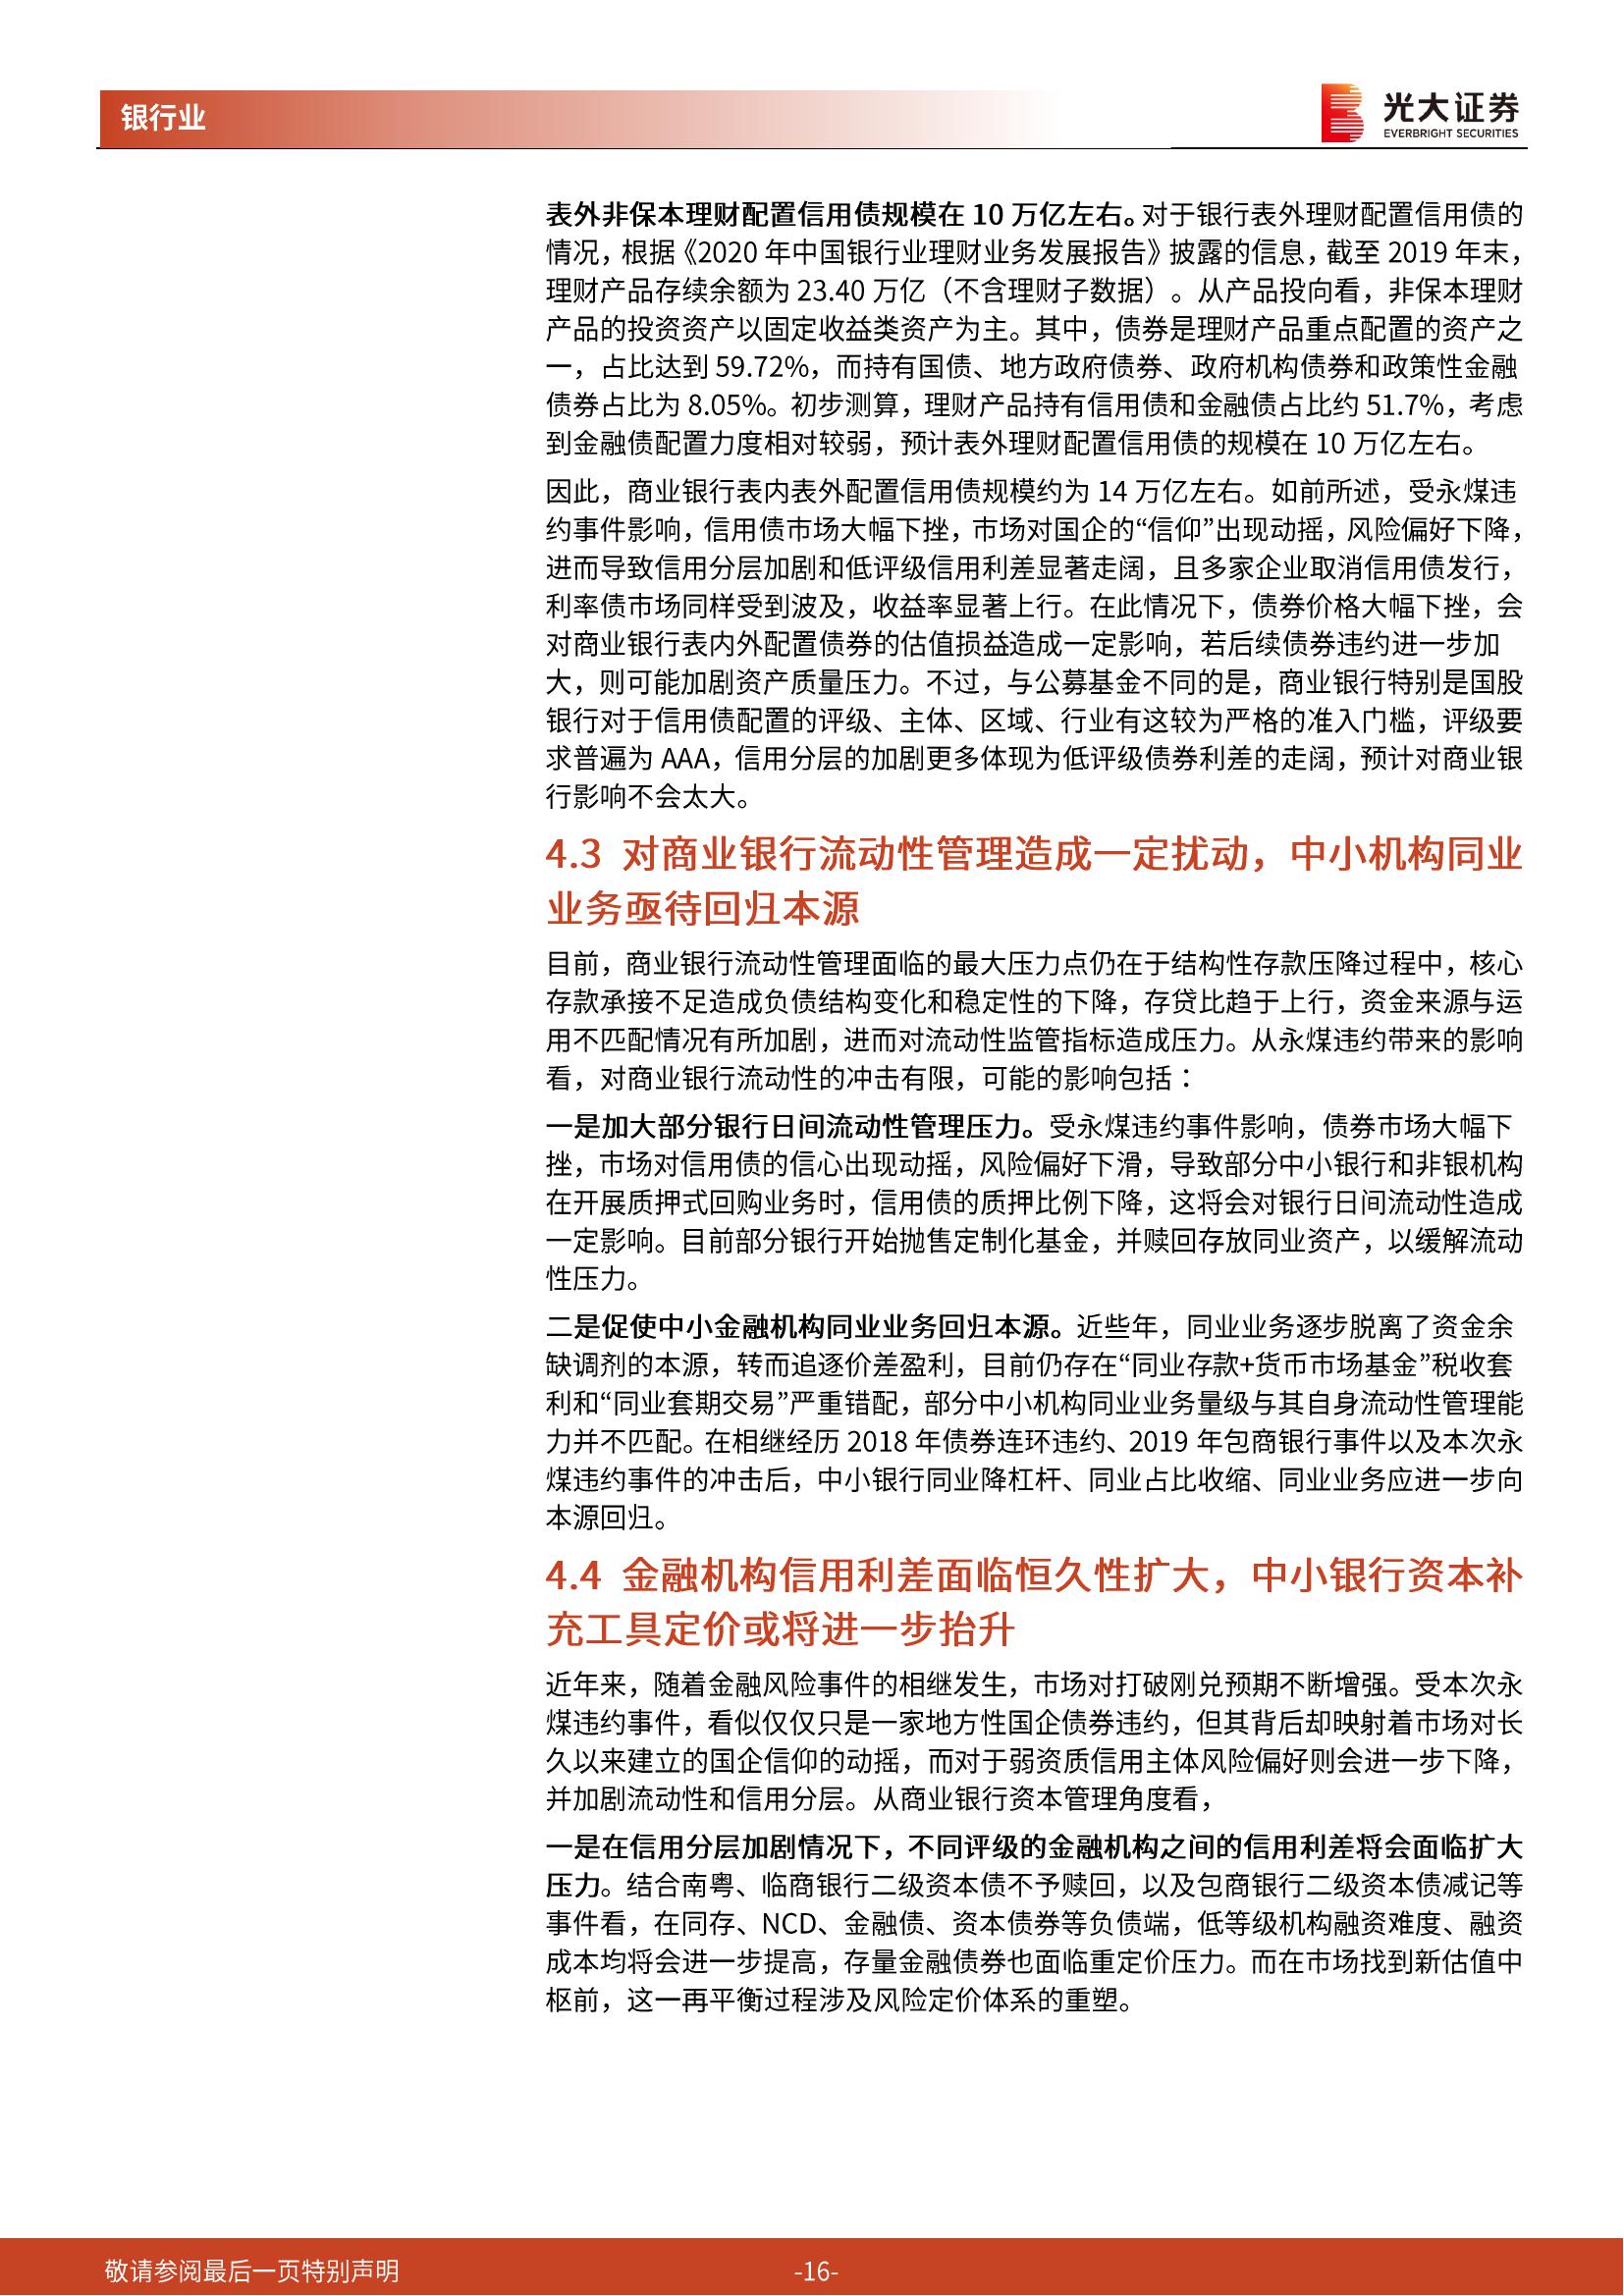 银行业
光大证券
EVERBRIGHT SECURITIES
表外非保本理财配置信用债规模在 10 万亿左右。对于银行表外理财配置信用债的
情况，根据《2020 年中国银行业理财业务发展报告》披露的信息，截至 2019 年末，
理财产品存续余额为 23.40 万亿（不含理财子数据）。从产品投向看，非保本理财
产品的投资资产以固定收益类资产为主。其中，债券是理财产品重点配置的资产之
一，占比达到 59.72%，而持有国债、地方政府债券、政府机构债券和政策性金融
债券占比为 8.05%。初步测算，理财产品持有信用债和金融债占比约 51.7%，考虑
到金融债配置力度相对较弱，预计表外理财配置信用债的规模在 10 万亿左右。
因此，商业银行表内表外配置信用债规模约为 14 万亿左右。如前所述，受永煤违
约事件影响，信用债市场大幅下挫，市场对国企的“信仰”出现动摇，风险偏好下降，
进而导致信用分层加剧和低评级信用利差显著走阔，且多家企业取消信用债发行，
利率债市场同样受到波及，收益率显著上行。在此情况下，债券价格大幅下挫，会
对商业银行表内外配置债券的估值损益造成一定影响，若后续债券违约进一步加
大，则可能加剧资产质量压力。不过，与公募基金不同的是，商业银行特别是国股
银行对于信用债配置的评级、主体、区域、行业有这较为严格的准入门槛，评级要
求普遍为 AAA，信用分层的加剧更多体现为低评级债券利差的走阔，预计对商业银
行影响不会太大。
4.3 对商业银行流动性管理造成一定扰动，中小机构同业
业务亟待回归本源
目前，商业银行流动性管理面临的最大压力点仍在于结构性存款压降过程中，核心
存款承接不足造成负债结构变化和稳定性的下降，存贷比趋于上行，资金来源与运
用不匹配情况有所加剧，进而对流动性监管指标造成压力。从永煤违约带来的影响
看，对商业银行流动性的冲击有限，可能的影响包括：
一是加大部分银行日间流动性管理压力。受永煤违约事件影响，债券市场大幅下
挫，市场对信用债的信心出现动摇，风险偏好下滑，导致部分中小银行和非银机构
在开展质押式回购业务时，信用债的质押比例下降，这将会对银行日间流动性造成
一定影响。目前部分银行开始抛售定制化基金，并赎回存放同业资产，以缓解流动
性压力。
二是促使中小金融机构同业业务回归本源。近些年，同业业务逐步脱离了资金余
缺调剂的本源，转而追逐价差盈利，目前仍存在“同业存款+货币市场基金”税收套
利和“同业套期交易”严重错配，部分中小机构同业业务量级与其自身流动性管理能
力并不匹配。在相继经历 2018 年债券连环违约、2019 年包商银行事件以及本次永
煤违约事件的冲击后，中小银行同业降杠杆、同业占比收缩、同业业务应进一步向
本源回归。
4.4 金融机构信用利差面临恒久性扩大，中小银行资本补
充工具定价或将进一步抬升
近年来，随着金融风险事件的相继发生，市场对打破刚兑预期不断增强。受本次永
煤违约事件，看似仅仅只是一家地方性国企债券违约，但其背后却映射着市场对长
久以来建立的国企信仰的动摇，而对于弱资质信用主体风险偏好则会进一步下降，
并加剧流动性和信用分层。从商业银行资本管理角度看，
一是在信用分层加剧情况下，不同评级的金融机构之间的信用利差将会面临扩大
压力。结合南粤、临商银行二级资本债不予赎回，以及包商银行二级资本债减记等
事件看，在同存、NCD、金融债、资本债券等负债端，低等级机构融资难度、融资
成本均将会进一步提高，存量金融债券也面临重定价压力。而在市场找到新估值中
枢前，这一再平衡过程涉及风险定价体系的重塑。
敬请参阅最后一页特别声明
-16-